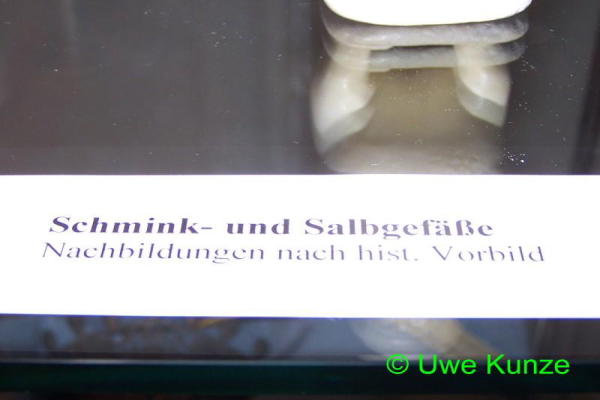 Schmink- und Salbgefäße
Nachbildungen nach hist. Vorbild
© Uwe Kunze